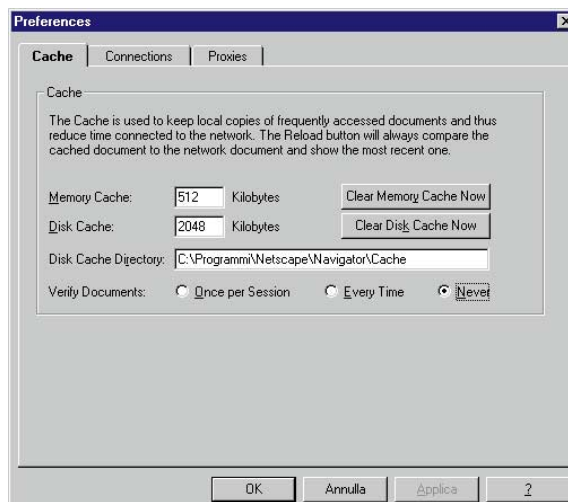 Preferences
Cache Connections Proxies
Cache
The Cache is used to keep local copies of frequently accessed documents and thus
reduce time connected to the network. The Reload button will always compare the
cached document to the network document and show the most recent one.
Memory Cache: 512 Kilobytes Clear Memory Cache Now
Disk Cache: 2048 Kilobytes Clear Disk Cache Now
Disk Cache Directory: C:\Programmi\Netscape\Navigator\Cache
Verify Documents: Once per Session Every Time Never
OK Annulla Applica ?